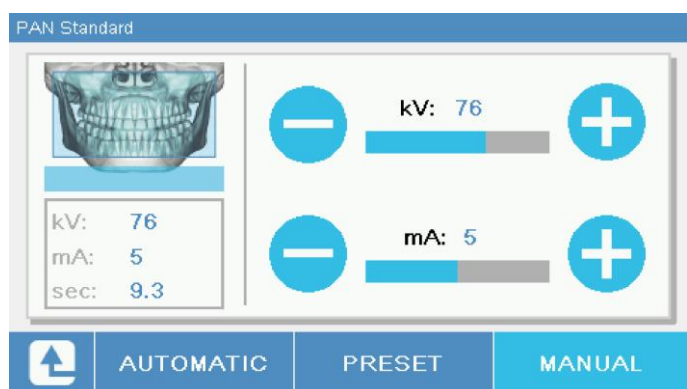 PAN Standard
kV: 76
mA: 5
sec: 9.3
kV: 76
mA: 5
AUTOMATIC
PRESET
MANUAL